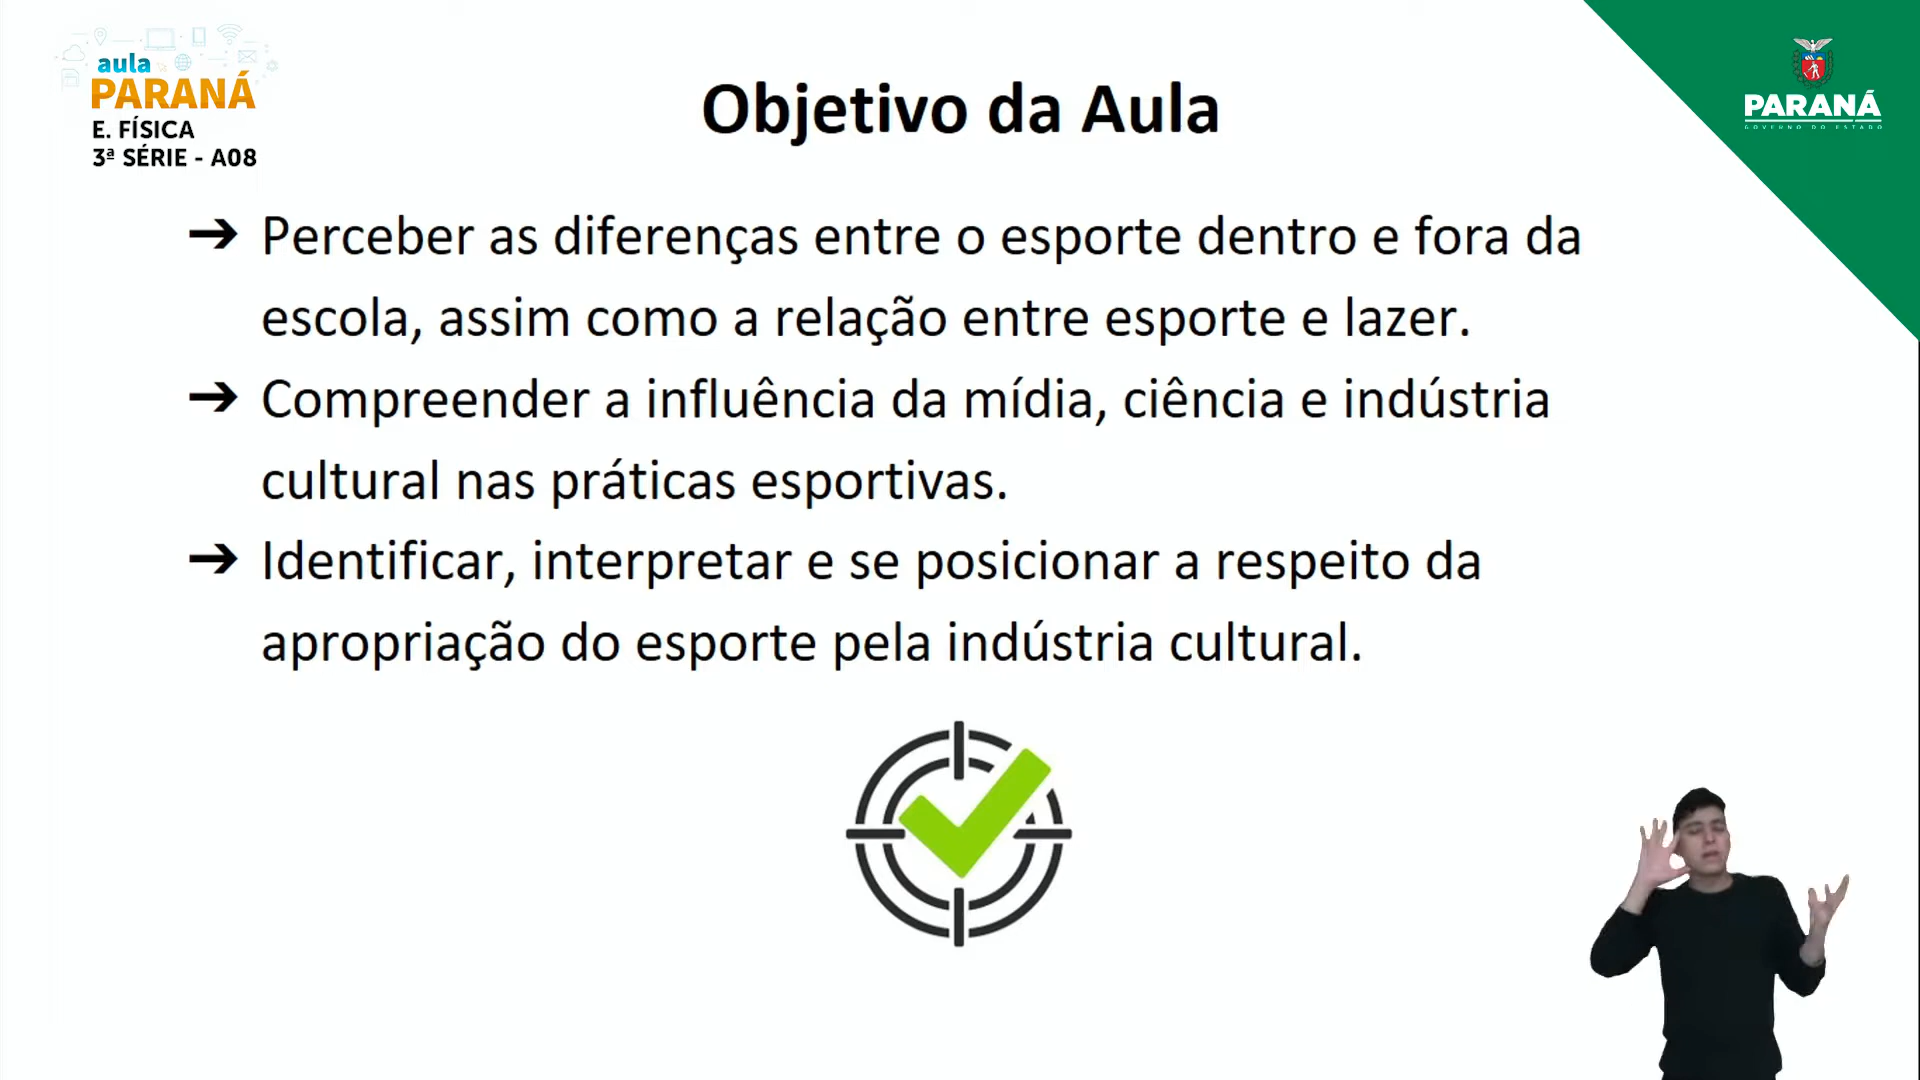 aula
PARANÁ
E. FÍSICA
3ª SÉRIE - A08
Objetivo da Aula
PARANÁ
GOVERNO DO ESTADO
➔ Perceber as diferenças entre o esporte dentro e fora da
escola, assim como a relação entre esporte e lazer.
➔ Compreender a influência da mídia, ciência e indústria
cultural nas práticas esportivas.
➔ Identificar, interpretar e se posicionar a respeito da
apropriação do esporte pela indústria cultural.